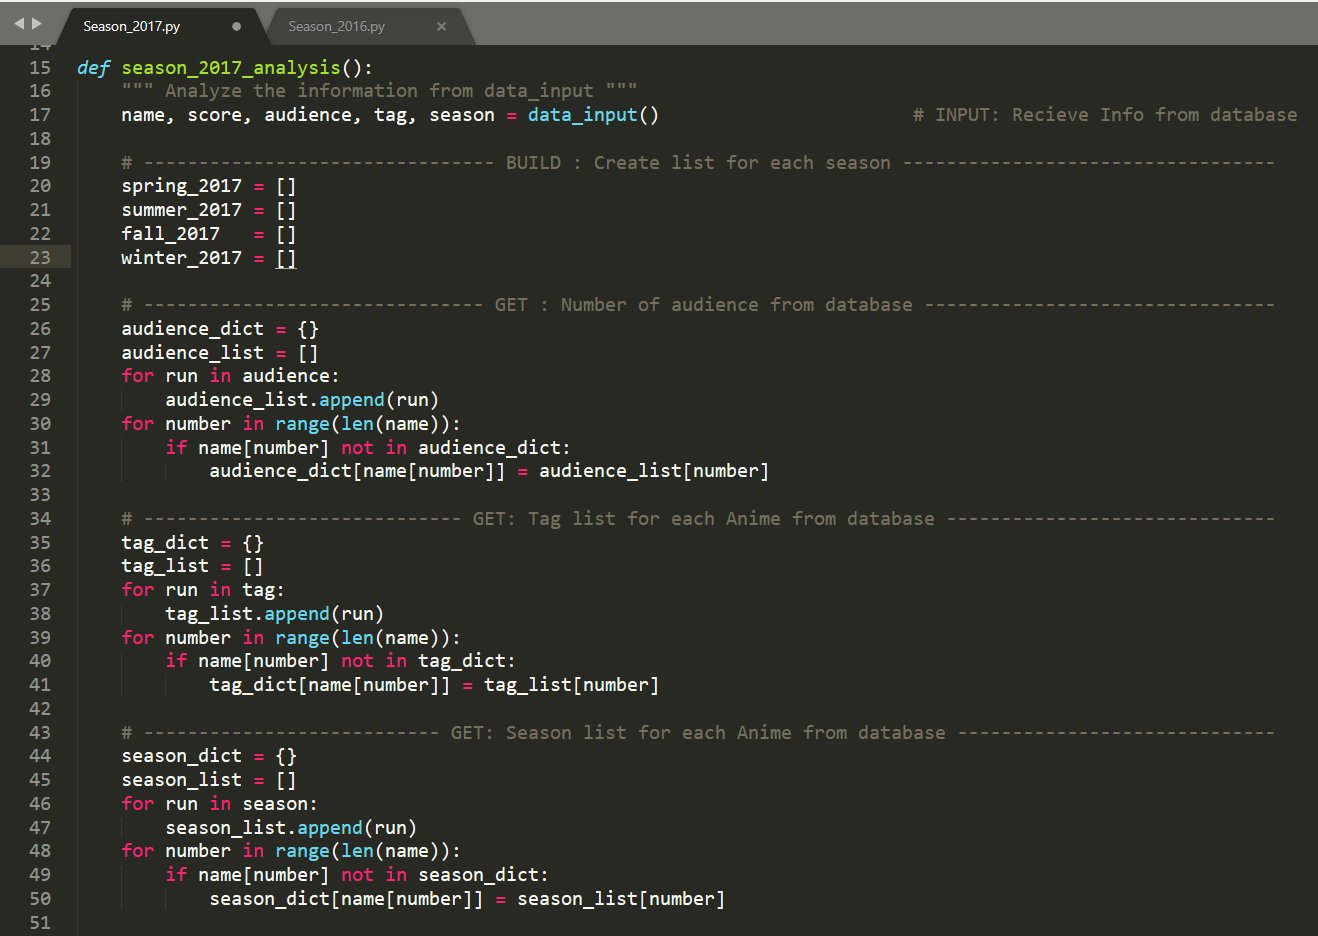 Season_2017.py Season_2016.py
14
15 def season_2017_analysis():
16     """ Analyze the information from data_input """
17     name, score, audience, tag, season = data_input()                       # INPUT: Recieve Info from database
18
19     # -------------------------------- BUILD : Create list for each season ----------------------------------
20     spring_2017 = []
21     summer_2017 = []
22     fall_2017   = []
23     winter_2017 = []
24
25     # ------------------------------- GET : Number of audience from database --------------------------------
26     audience_dict = {}
27     audience_list = []
28     for run in audience:
29         audience_list.append(run)
30     for number in range(len(name)):
31         if name[number] not in audience_dict:
32             audience_dict[name[number]] = audience_list[number]
33
34     # ----------------------------- GET: Tag list for each Anime from database ------------------------------
35     tag_dict = {}
36     tag_list = []
37     for run in tag:
38         tag_list.append(run)
39     for number in range(len(name)):
40         if name[number] not in tag_dict:
41             tag_dict[name[number]] = tag_list[number]
42
43     # --------------------------- GET: Season list for each Anime from database -----------------------------
44     season_dict = {}
45     season_list = []
46     for run in season:
47         season_list.append(run)
48     for number in range(len(name)):
49         if name[number] not in season_dict:
50             season_dict[name[number]] = season_list[number]
51